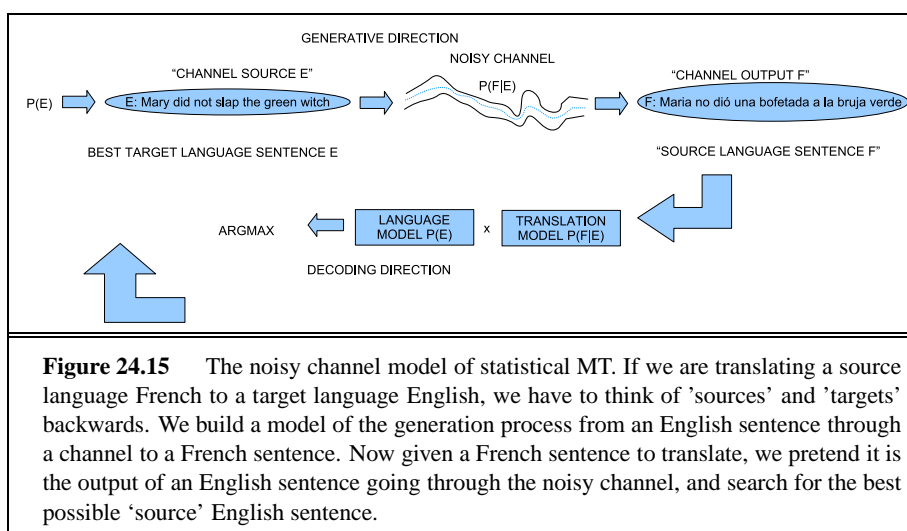 GENERATIVE DIRECTION
NOISY CHANNEL
“CHANNEL SOURCE E”
P(F|E)
“CHANNEL OUTPUT F”
P(E)
E: Mary did not slap the green witch
F: Maria no dió una bofetada a la bruja verde
BEST TARGET LANGUAGE SENTENCE E
“SOURCE LANGUAGE SENTENCE F”
ARGMAX
LANGUAGE
MODEL P(E)
x
TRANSLATION
MODEL P(F|E)
DECODING DIRECTION
Figure 24.15 The noisy channel model of statistical MT. If we are translating a source
language French to a target language English, we have to think of ’sources’ and ’targets’
backwards. We build a model of the generation process from an English sentence through
a channel to a French sentence. Now given a French sentence to translate, we pretend it is
the output of an English sentence going through the noisy channel, and search for the best
possible ‘source’ English sentence.